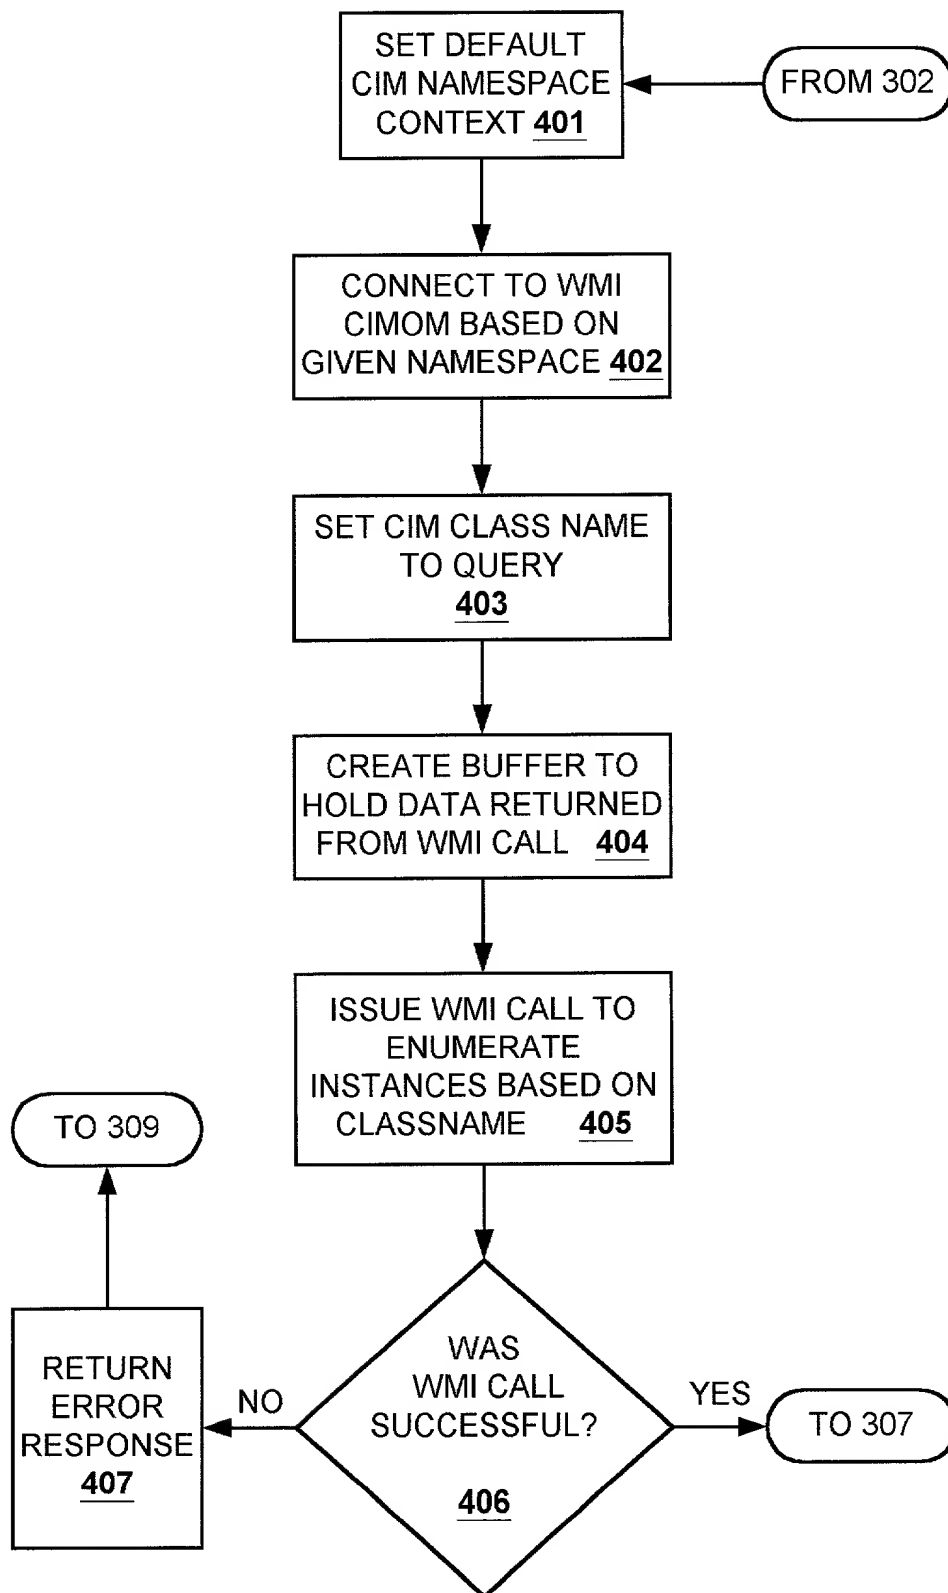 SET DEFAULT
CIM NAMESPACE
CONTEXT 401
FROM 302
CONNECT TO WMI
CIMOM BASED ON
GIVEN NAMESPACE 402
SET CIM CLASS NAME
TO QUERY
403
CREATE BUFFER TO
HOLD DATA RETURNED
FROM WMI CALL 404
ISSUE WMI CALL TO
ENUMERATE
INSTANCES BASED ON
CLASSNAME 405
TO 309
WAS
WMI CALL
SUCCESSFUL?
406
NO
YES
RETURN
ERROR
RESPONSE
407
TO 307